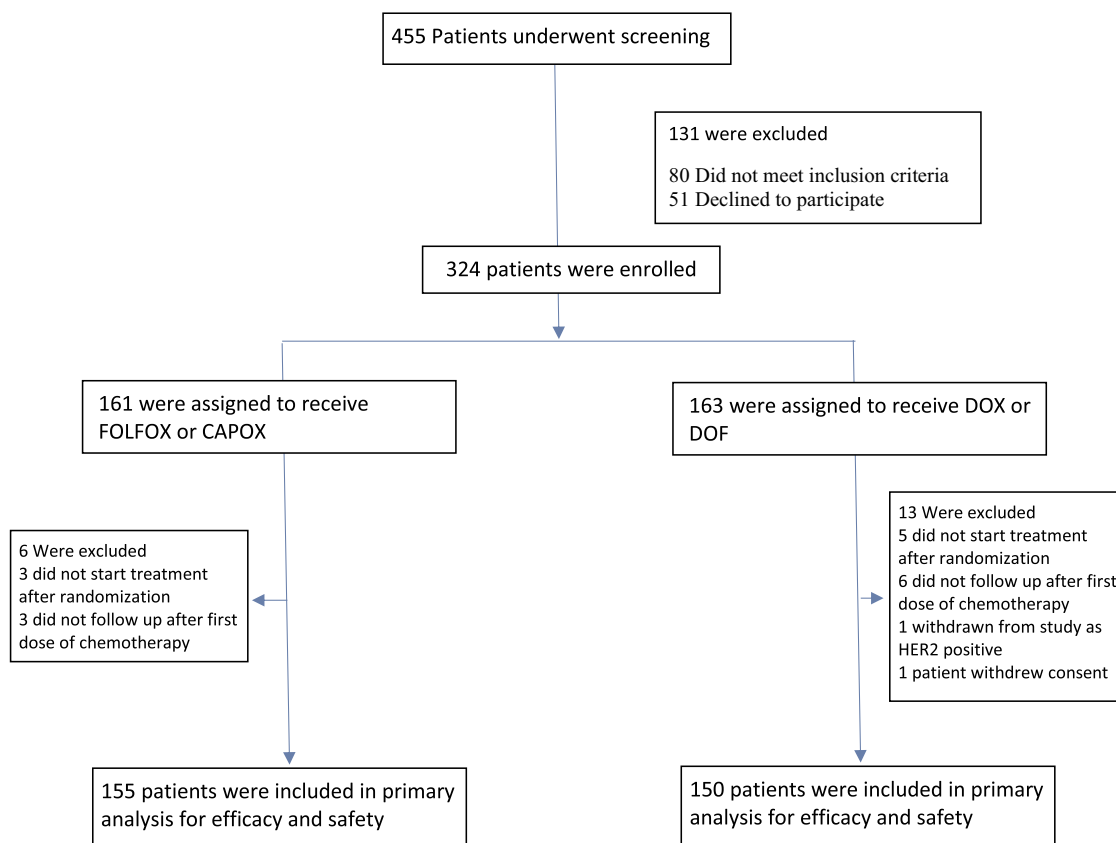 455 Patients underwent screening
131 were excluded
80 Did not meet inclusion criteria
51 Declined to participate
324 patients were enrolled
161 were assigned to receive
FOLFOX or CAPOX
163 were assigned to receive DOX or
DOF
6 Were excluded
3 did not start treatment
after randomization
3 did not follow up after first
dose of chemotherapy
13 Were excluded
5 did not start treatment
after randomization
6 did not follow up after first
dose of chemotherapy
1 withdrawn from study as
HER2 positive
1 patient withdrew consent
155 patients were included in primary
analysis for efficacy and safety
150 patients were included in primary
analysis for efficacy and safety